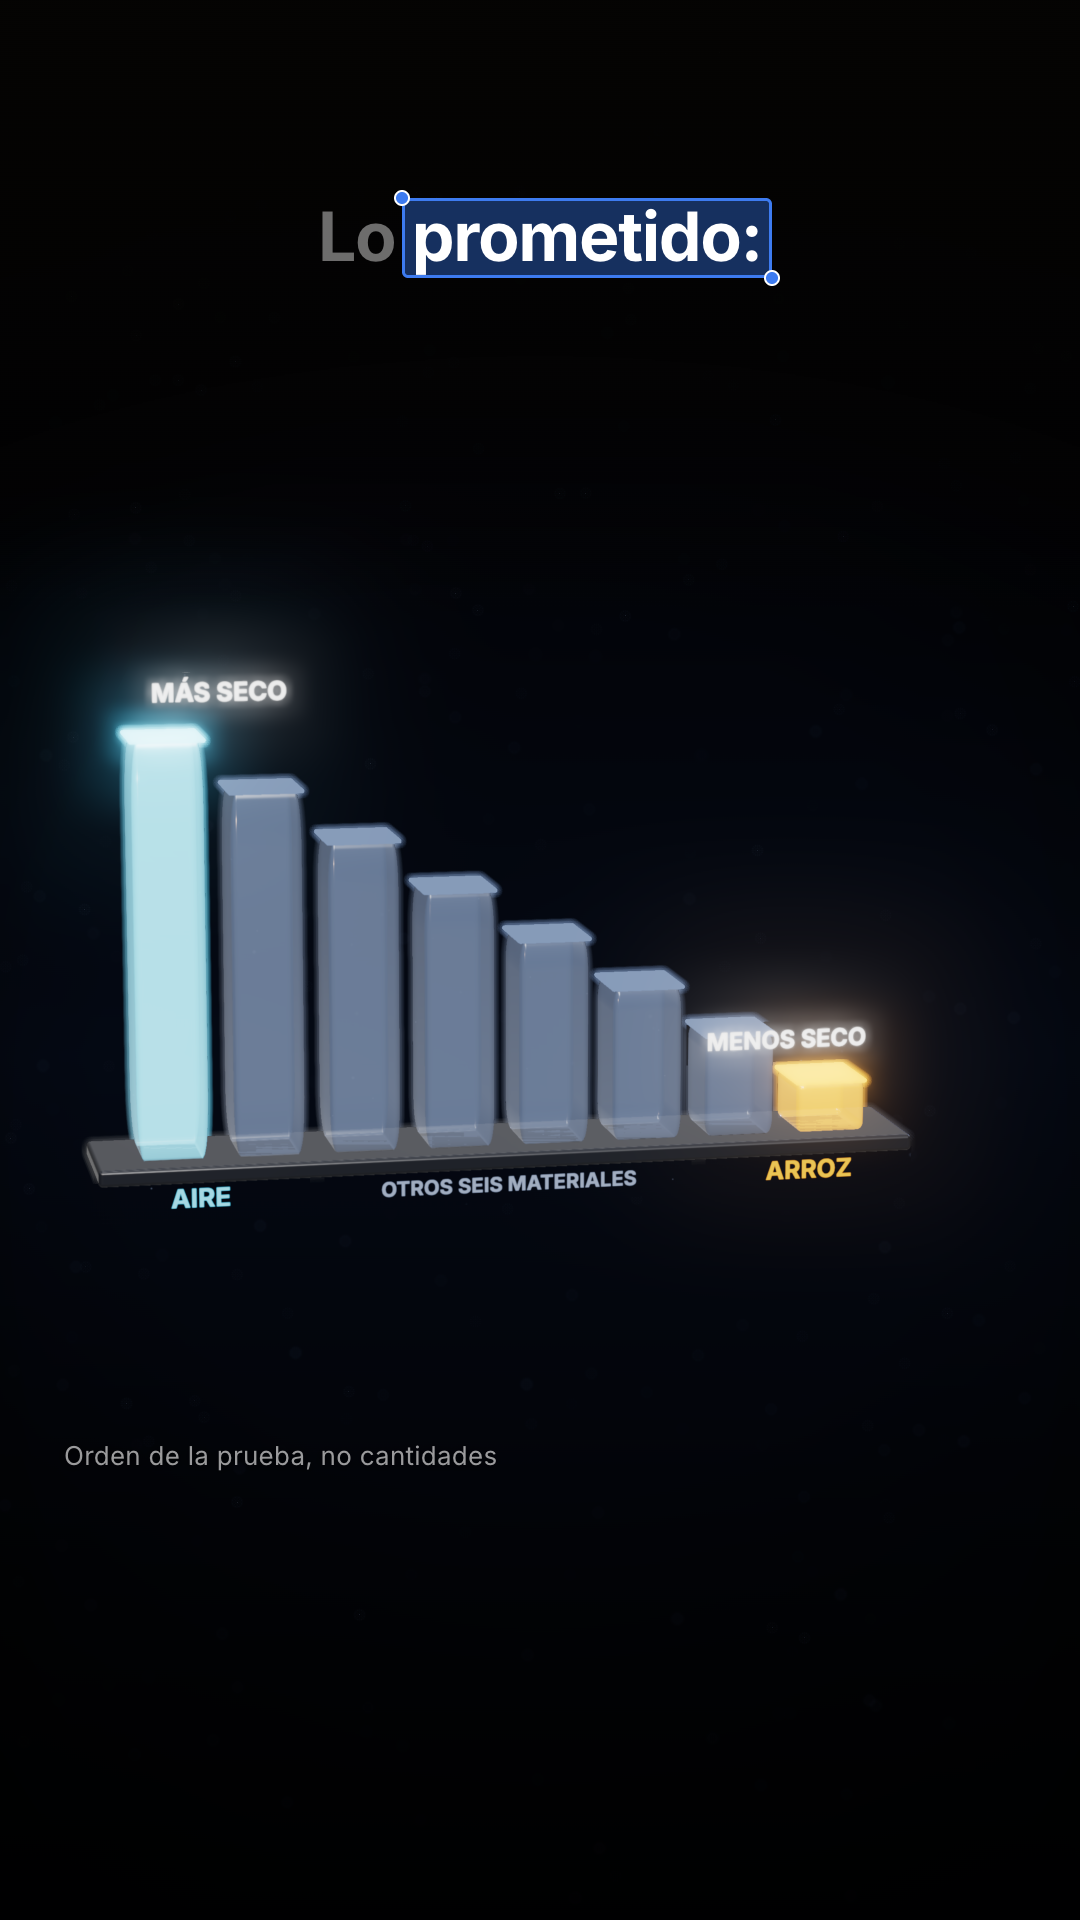 Lo prometido:
MÁS SECO
MENOS SECO
AIRE
OTROS SEIS MATERIALES
ARROZ
Orden de la prueba, no cantidades